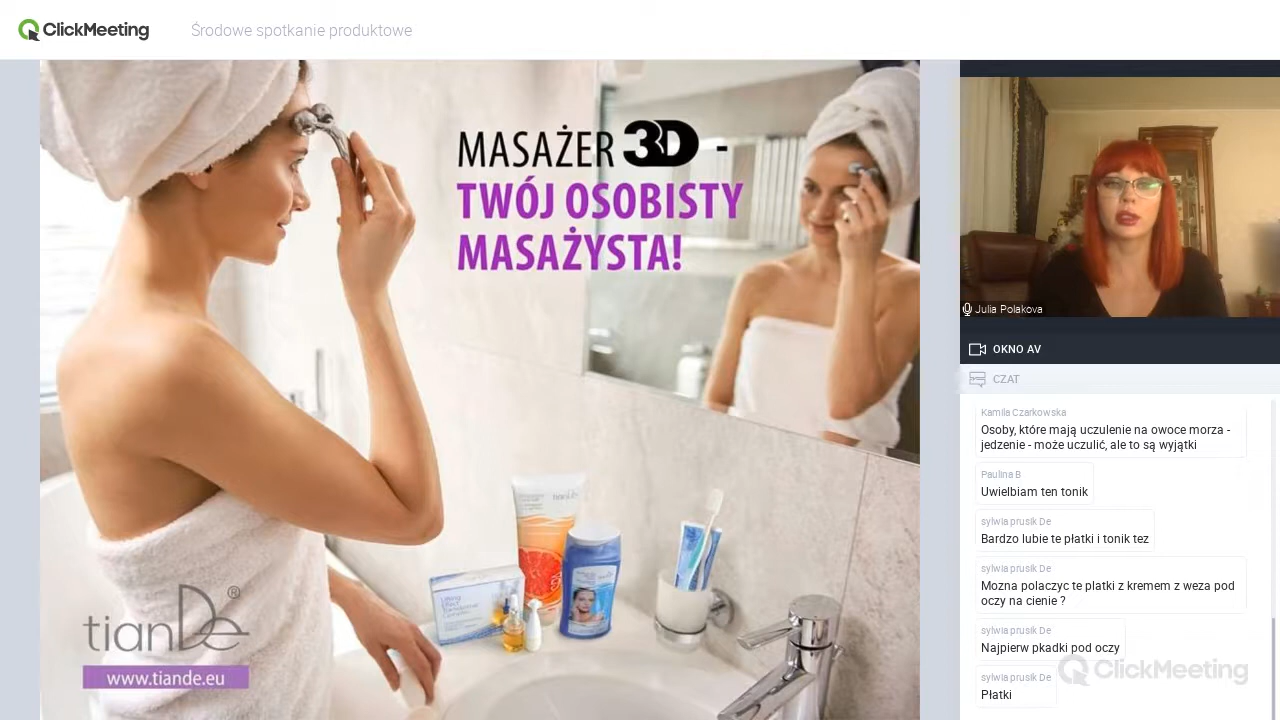 ClickMeeting
Środowe spotkanie produktowe
MASAŻER 3D -
TWÓJ OSOBISTY
MASAŻYSTA!
tianDe®
www.tiande.eu
tianDe
Julia Polakova
OKNO AV
CZAT
Kamila Czarkowska
Osoby, które mają uczulenie na owoce morza -
jedzenie - może uczulić, ale to są wyjątki
Paulina B
Uwielbiam ten tonik
sylwia prusik De
Bardzo lubie te płatki i tonik tez
sylwia prusik De
Mozna polaczyc te platki z kremem z weza pod
oczy na cienie ?
sylwia prusik De
Najpierw pkadki pod oczy
sylwia prusik De
Płatki
ClickMeeting